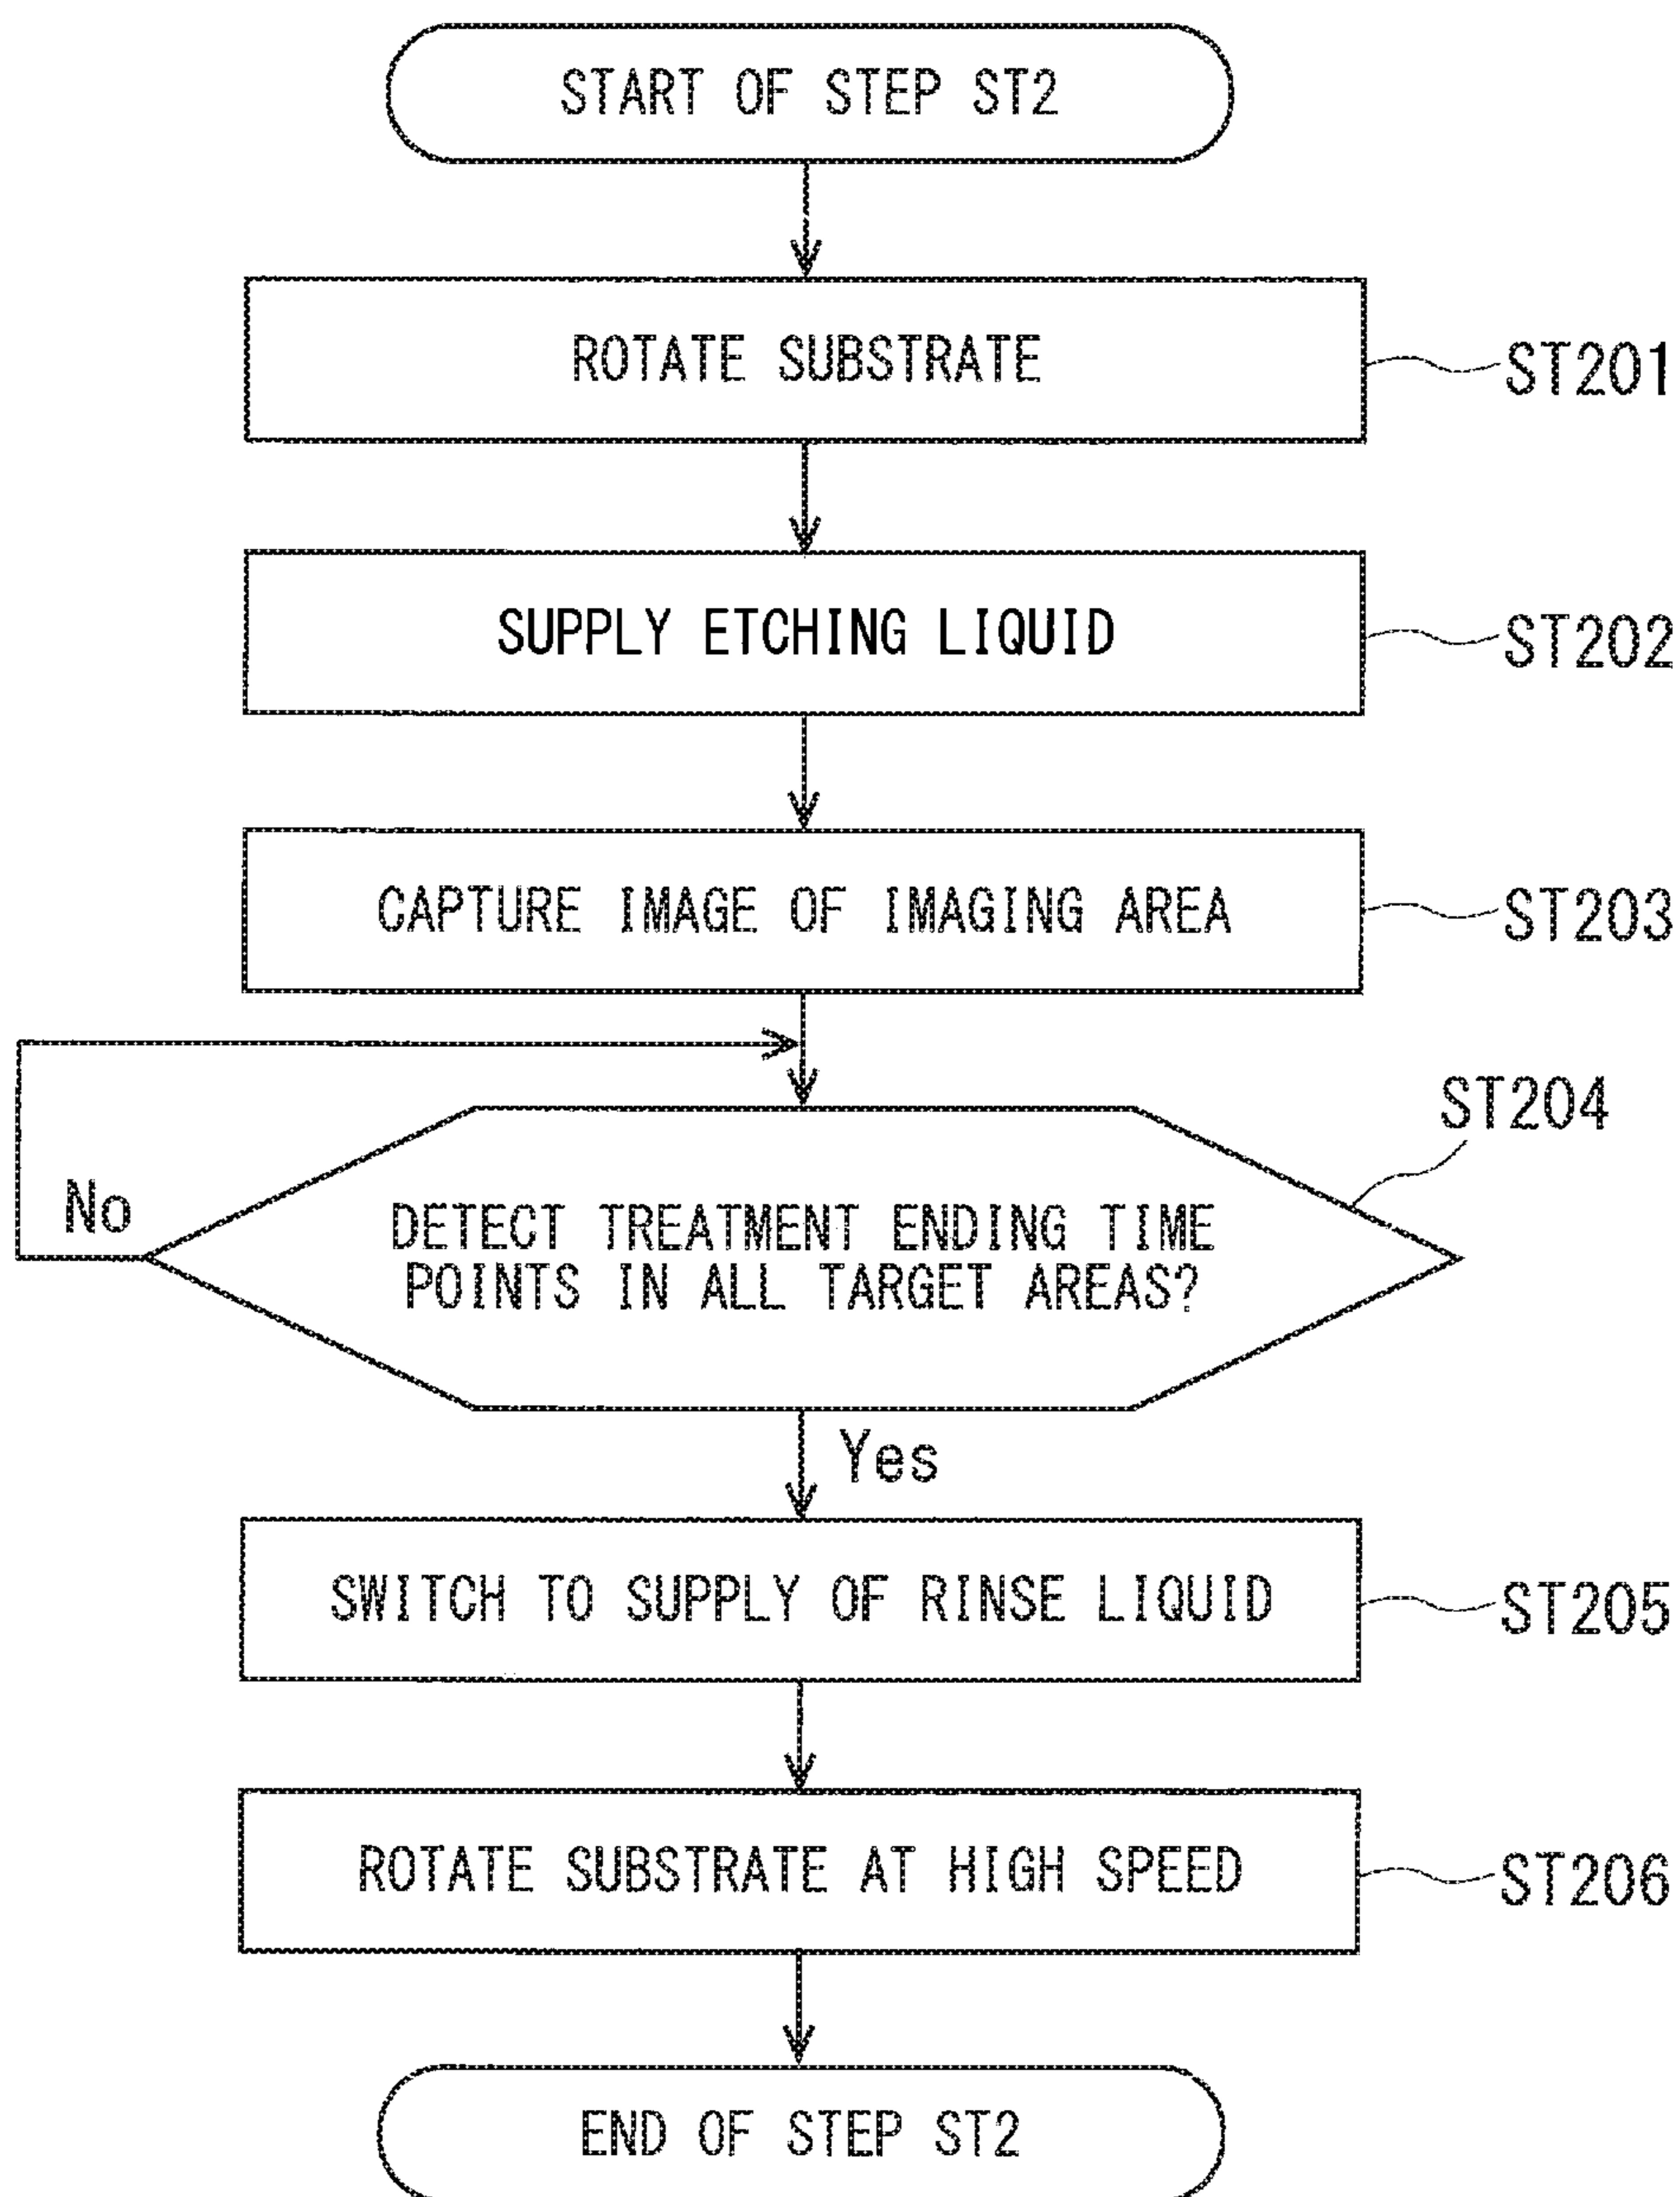 START OF STEP ST2
ROTATE SUBSTRATE
ST201
SUPPLY ETCHING LIQUID
ST202
CAPTURE IMAGE OF IMAGING AREA
ST203
ST204
No
DETECT TREATMENT ENDING TIME
POINTS IN ALL TARGET AREAS?
Yes
SWITCH TO SUPPLY OF RINSE LIQUID
ST205
ROTATE SUBSTRATE AT HIGH SPEED
ST206
END OF STEP ST2